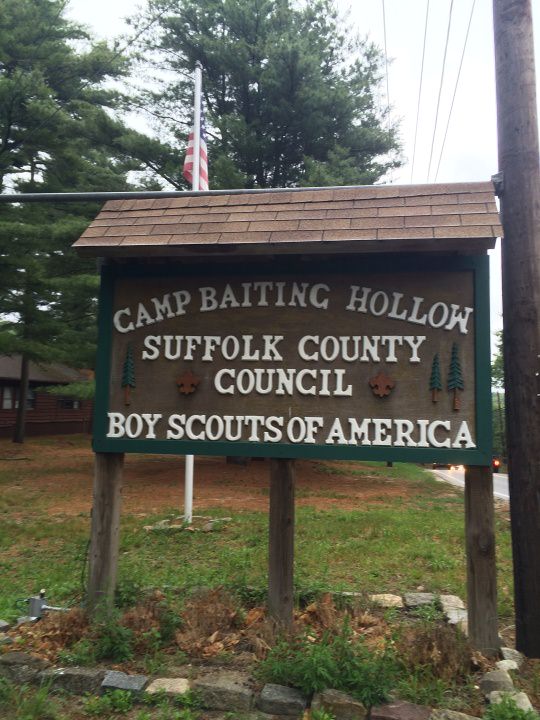 CAMP BAITING HOLLOW
SUFFOLK COUNTY
COUNCIL
BOY SCOUTS OF AMERICA